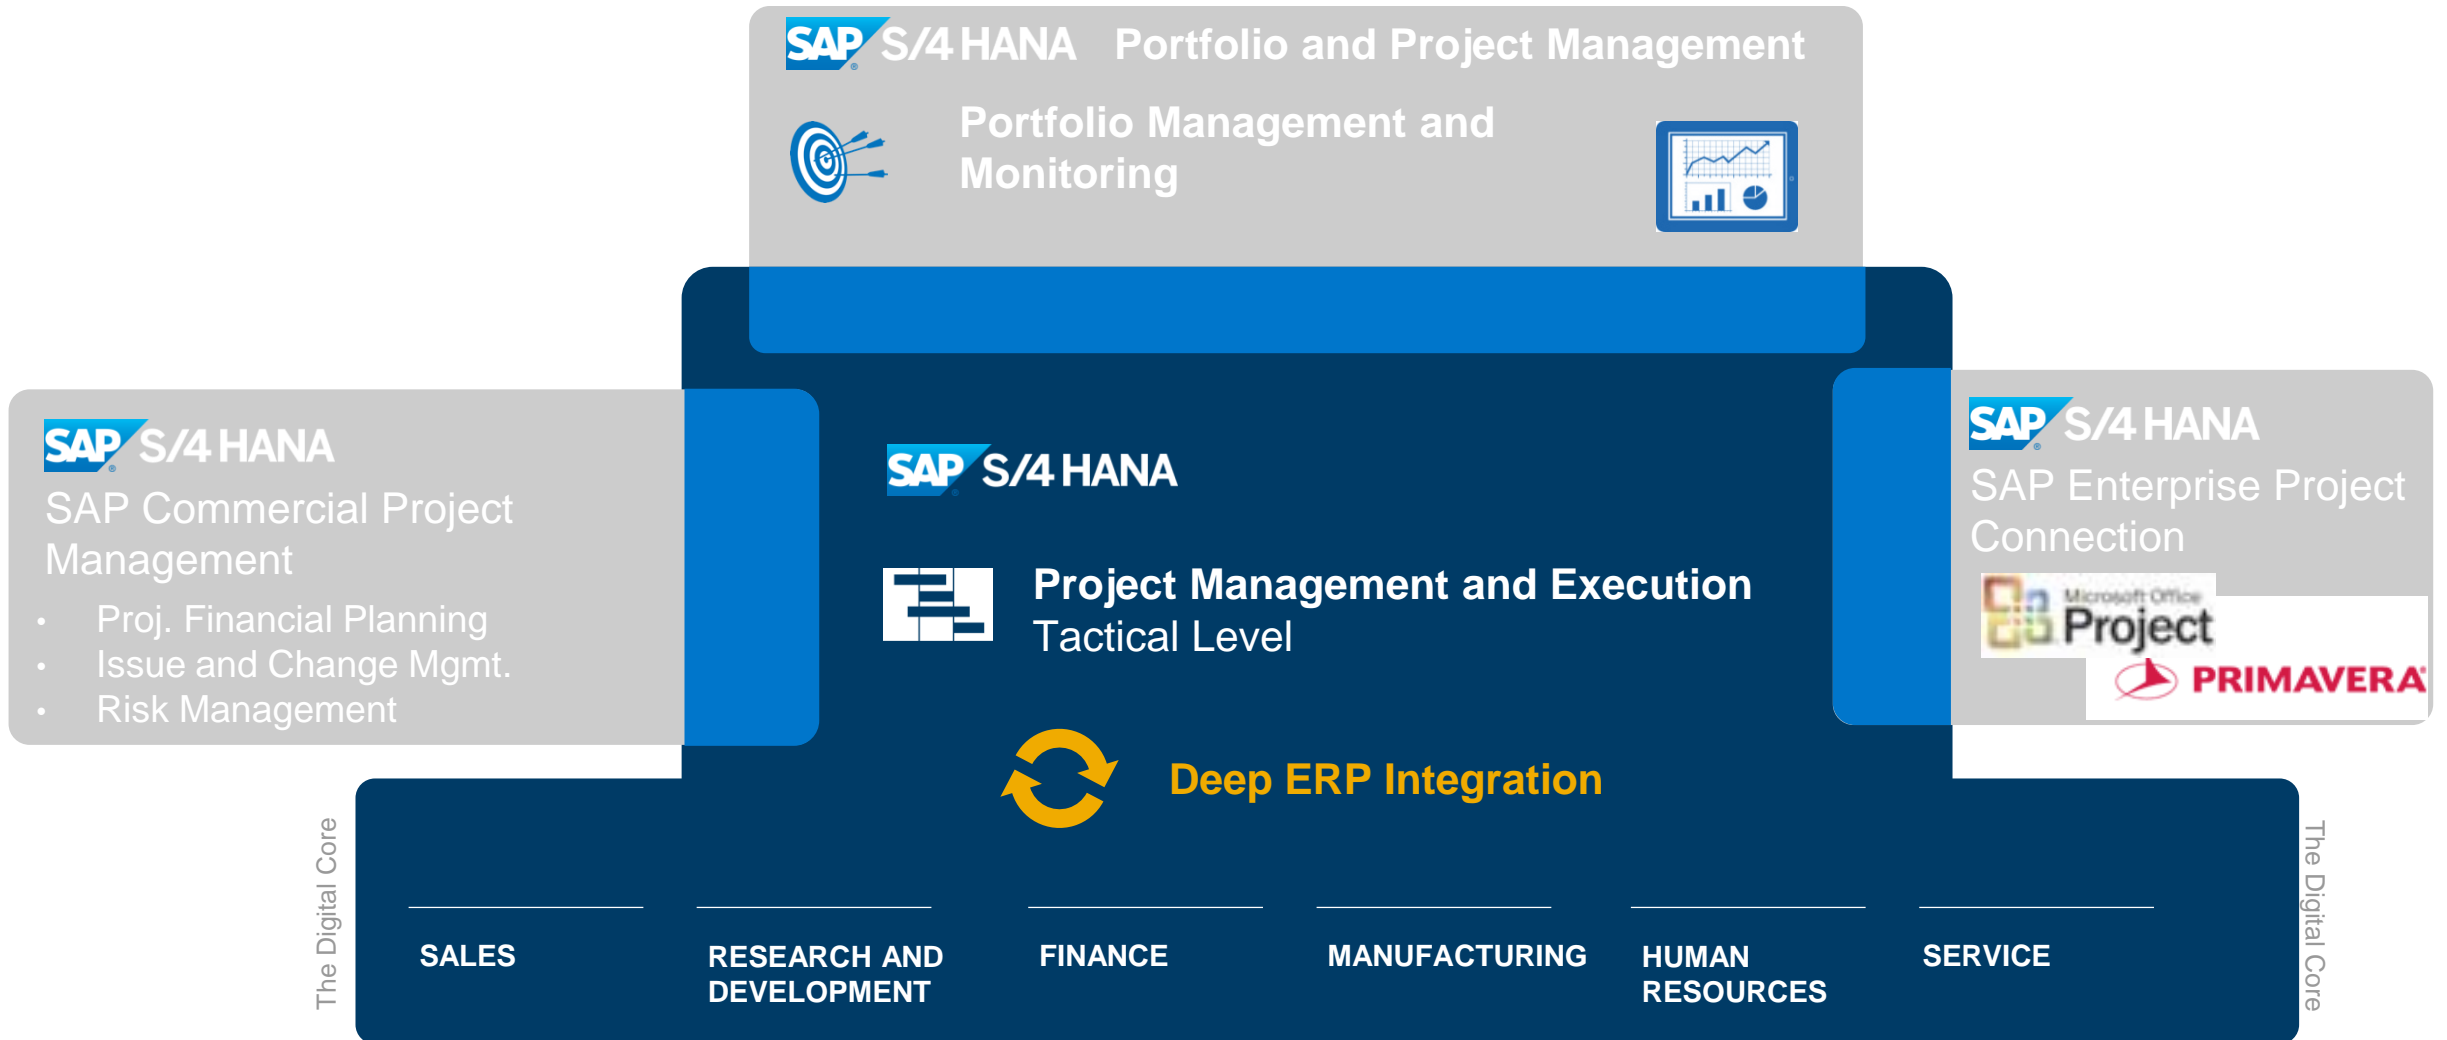 SAP® S/4 HANA Portfolio and Project Management
Portfolio Management and
Monitoring
SAP® S/4 HANA
SAP Commercial Project
Management
• Proj. Financial Planning
• Issue and Change Mgmt.
• Risk Management
SAP® S/4 HANA
Project Management and Execution
Tactical Level
Deep ERP Integration
SAP® S/4 HANA
SAP Enterprise Project
Connection
Microsoft Office
Project
PRIMAVERA®
The Digital Core
SALES
RESEARCH AND
DEVELOPMENT
FINANCE
MANUFACTURING
HUMAN
RESOURCES
SERVICE
The Digital Core